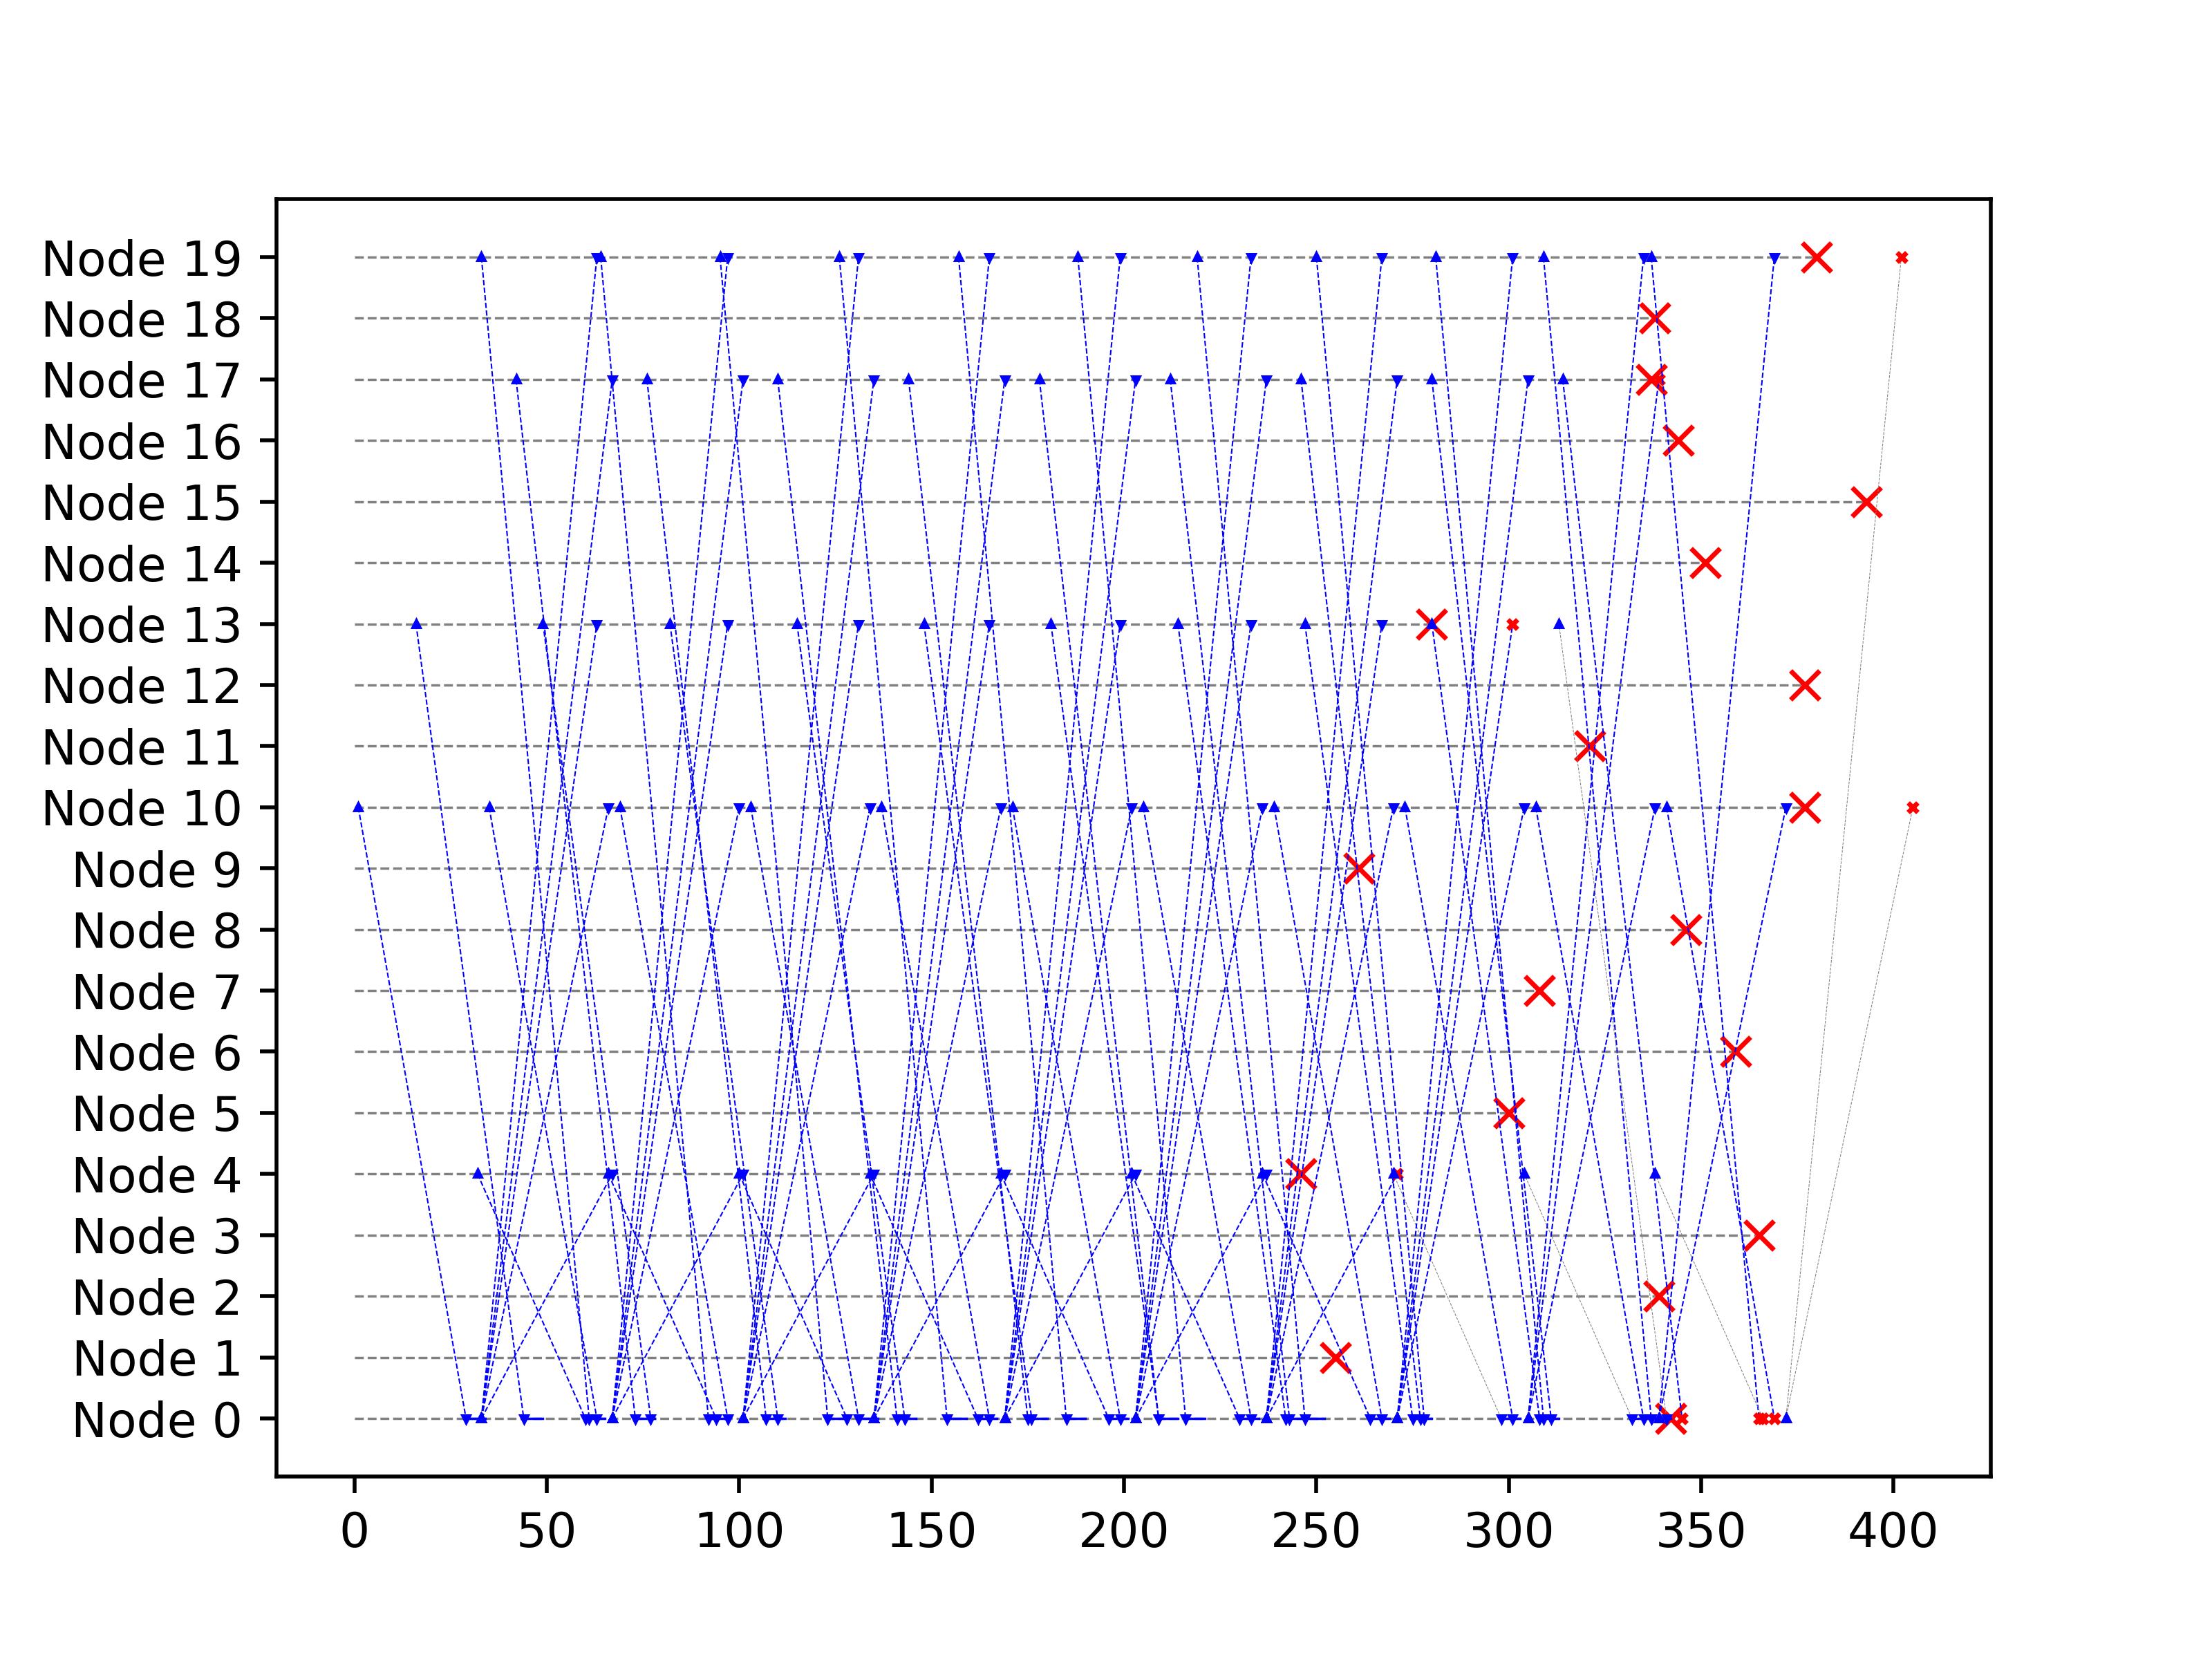 Node 19
Node 18
Node 17
Node 16
Node 15
Node 14
Node 13
Node 12
Node 11
Node 10
Node 9
Node 8
Node 7
Node 6
Node 5
Node 4
Node 3
Node 2
Node 1
Node 0
0 50 100 150 200 250 300 350 400